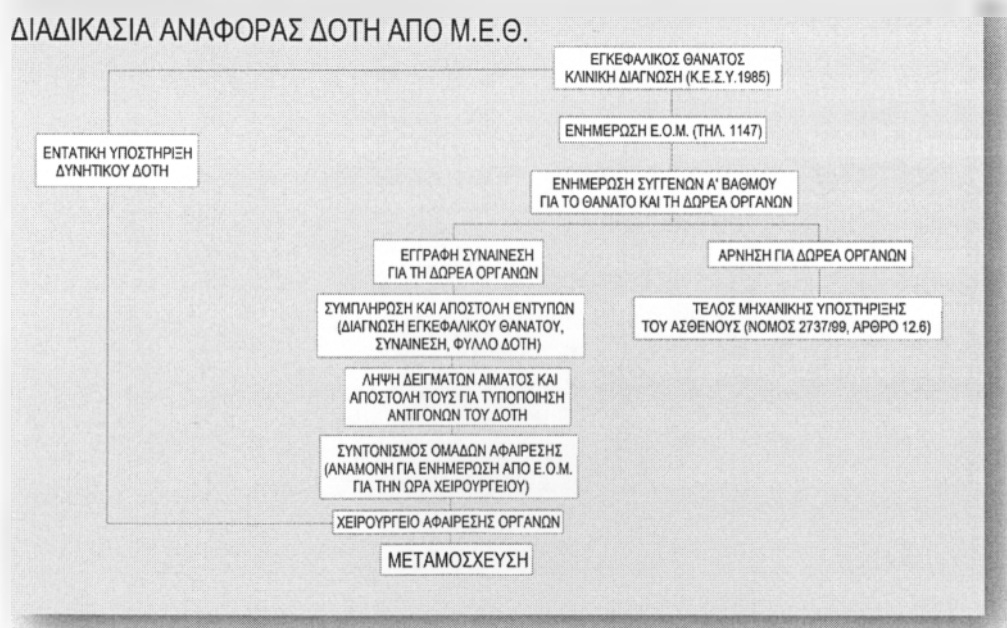 ΔΙΑΔΙΚΑΣΙΑ ΑΝΑΦΟΡΑΣ ΔΟΤΗ ΑΠΟ Μ.Ε.Θ.
ΕΓΚΕΦΑΛΙΚΟΣ ΘΑΝΑΤΟΣ
ΚΛΙΝΙΚΗ ΔΙΑΓΝΩΣΗ (Κ.Ε.Σ.Υ.1985)
ΕΝΗΜΕΡΩΣΗ Ε.Ο.Μ. (ΤΗΛ. 1147)
ΕΝΤΑΤΙΚΗ ΥΠΟΣΤΗΡΙΞΗ
ΔΥΝΗΤΙΚΟΥ ΔΟΤΗ
ΕΝΗΜΕΡΩΣΗ ΣΥΓΓΕΝΩΝ Α' ΒΑΘΜΟΥ
ΓΙΑ ΤΟ ΘΑΝΑΤΟ ΚΑΙ ΤΗ ΔΩΡΕΑ ΟΡΓΑΝΩΝ
ΕΓΓΡΑΦΗ ΣΥΝΑΙΝΕΣΗ
ΓΙΑ ΤΗ ΔΩΡΕΑ ΟΡΓΑΝΩΝ
ΑΡΝΗΣΗ ΓΙΑ ΔΩΡΕΑ ΟΡΓΑΝΩΝ
ΣΥΜΠΛΗΡΩΣΗ ΚΑΙ ΑΠΟΣΤΟΛΗ ΕΝΤΥΠΩΝ
(ΔΙΑΓΝΩΣΗ ΕΓΚΕΦΑΛΙΚΟΥ ΘΑΝΑΤΟΥ,
ΣΥΝΑΙΝΕΣΗ, ΦΥΛΛΟ ΔΟΤΗ)
ΤΕΛΟΣ ΜΗΧΑΝΙΚΗΣ ΥΠΟΣΤΗΡΙΞΗΣ
ΤΟΥ ΑΣΘΕΝΟΥΣ (ΝΟΜΟΣ 2737/99, ΑΡΘΡΟ 12.6)
ΛΗΨΗ ΔΕΙΓΜΑΤΩΝ ΑΙΜΑΤΟΣ ΚΑΙ
ΑΠΟΣΤΟΛΗ ΤΟΥΣ ΓΙΑ ΤΥΠΟΠΟΙΗΣΗ
ΑΝΤΙΓΟΝΩΝ ΤΟΥ ΔΟΤΗ
ΣΥΝΤΟΝΙΣΜΟΣ ΟΜΑΔΩΝ ΑΦΑΙΡΕΣΗΣ
(ΑΝΑΜΟΝΗ ΓΙΑ ΕΝΗΜΕΡΩΣΗ ΑΠΟ Ε.Ο.Μ.
ΓΙΑ ΤΗΝ ΩΡΑ ΧΕΙΡΟΥΡΓΕΙΟΥ)
ΧΕΙΡΟΥΡΓΕΙΟ ΑΦΑΙΡΕΣΗΣ ΟΡΓΑΝΩΝ
ΜΕΤΑΜΟΣΧΕΥΣΗ